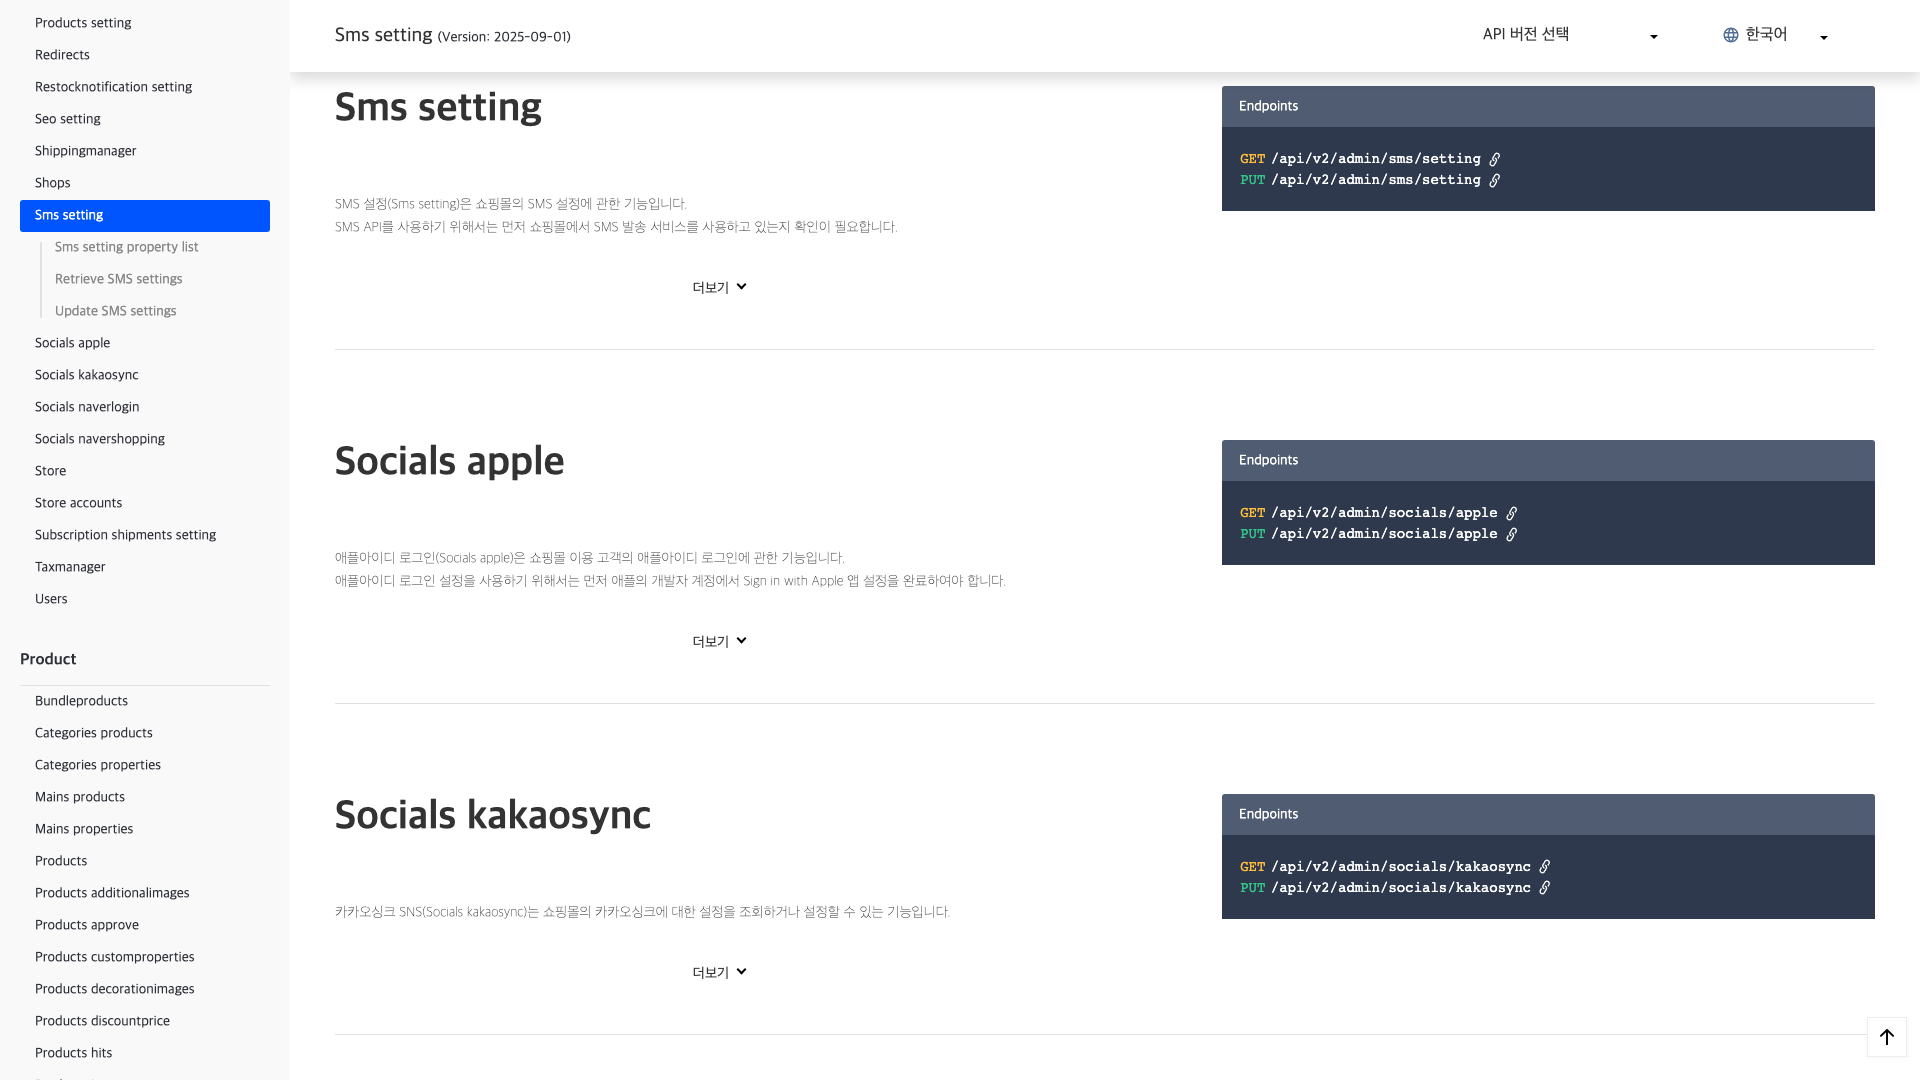 Products setting
Redirects
Restocknotification setting
Seo setting
Shippingmanager
Shops
Sms setting
Sms setting property list
Retrieve SMS settings
Update SMS settings
Socials apple
Socials kakaosync
Socials naverlogin
Socials navershopping
Store
Store accounts
Subscription shipments setting
Taxmanager
Users
Product
Bundleproducts
Categories products
Categories properties
Mains products
Mains properties
Products
Products additionalimages
Products approve
Products customproperties
Products decorationimages
Products discountprice
Products hits
Sms setting (Version: 2025-09-01)
API 버전 선택
한국어
Sms setting
SMS 설정(Sms setting)은 쇼핑몰의 SMS 설정에 관한 기능입니다.
SMS API를 사용하기 위해서는 먼저 쇼핑몰에서 SMS 발송 서비스를 사용하고 있는지 확인이 필요합니다.
더보기
Endpoints
GET /api/v2/admin/sms/setting
PUT /api/v2/admin/sms/setting
Socials apple
애플아이디 로그인(Socials apple)은 쇼핑몰 이용 고객의 애플아이디 로그인에 관한 기능입니다.
애플아이디 로그인 설정을 사용하기 위해서는 먼저 애플의 개발자 계정에서 Sign in with Apple 앱 설정을 완료하여야 합니다.
더보기
Endpoints
GET /api/v2/admin/socials/apple
PUT /api/v2/admin/socials/apple
Socials kakaosync
카카오싱크 SNS(Socials kakaosync)는 쇼핑몰의 카카오싱크에 대한 설정을 조회하거나 설정할 수 있는 기능입니다.
더보기
Endpoints
GET /api/v2/admin/socials/kakaosync
PUT /api/v2/admin/socials/kakaosync